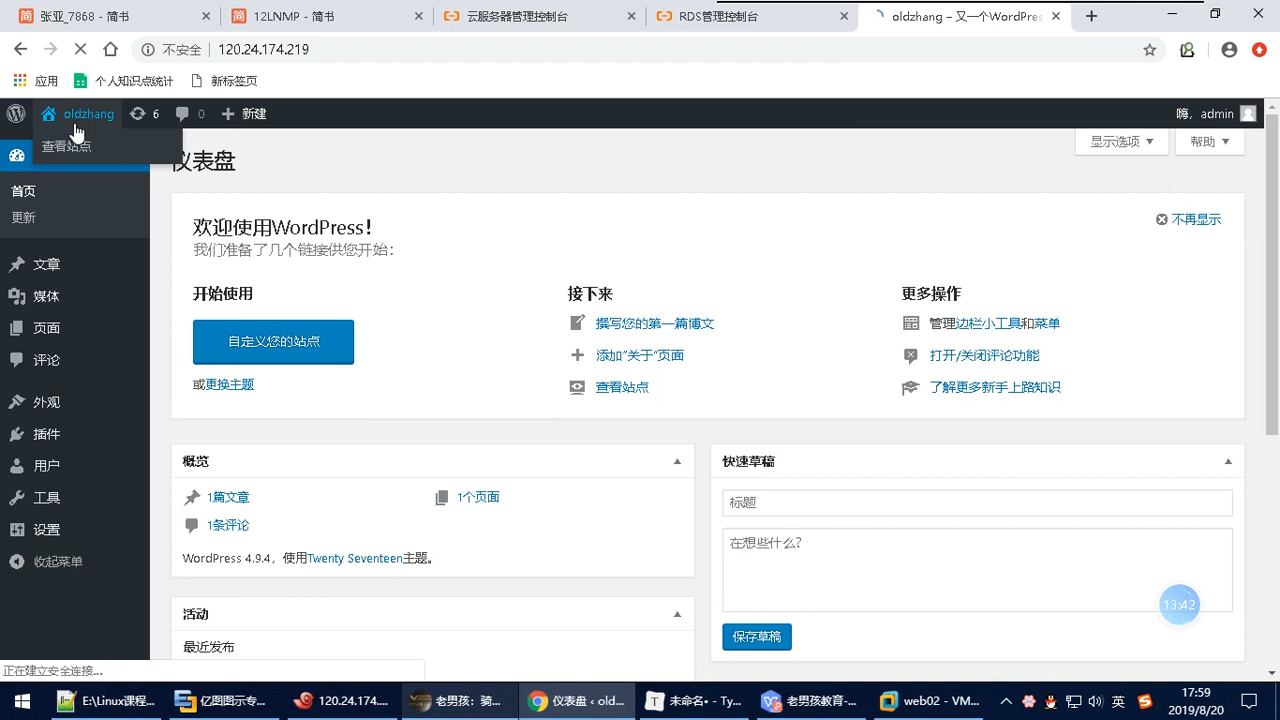 张亚_7868 - 简书
12LNMP - 简书
云服务器管理控制台
RDS管理控制台
oldzhang – 又一个WordPres
不安全 120.24.174.219
应用 个人知识点统计 新标签页
oldzhang 6 0 新建 嗨，admin
查看站点
仪表盘
显示选项 帮助
首页
更新
文章
媒体
页面
评论
外观
插件
用户
工具
设置
收起菜单
欢迎使用WordPress！
不再显示
我们准备了几个链接供您开始：
开始使用
自定义您的站点
或更换主题
接下来
撰写您的第一篇博文
添加“关于”页面
查看站点
更多操作
管理边栏小工具和菜单
打开/关闭评论功能
了解更多新手上路知识
概览
1篇文章 1个页面
1条评论
WordPress 4.9.4，使用Twenty Seventeen主题。
活动
最近发布
快速草稿
标题
在想些什么？
保存草稿
13:42
正在建立安全连接...
E:\Linux课程...
亿图图示专...
120.24.174....
老男孩：骑...
仪表盘 ‹ old...
未命名• - Ty...
老男孩教育-...
web02 - VM...
英
17:59
2019/8/20